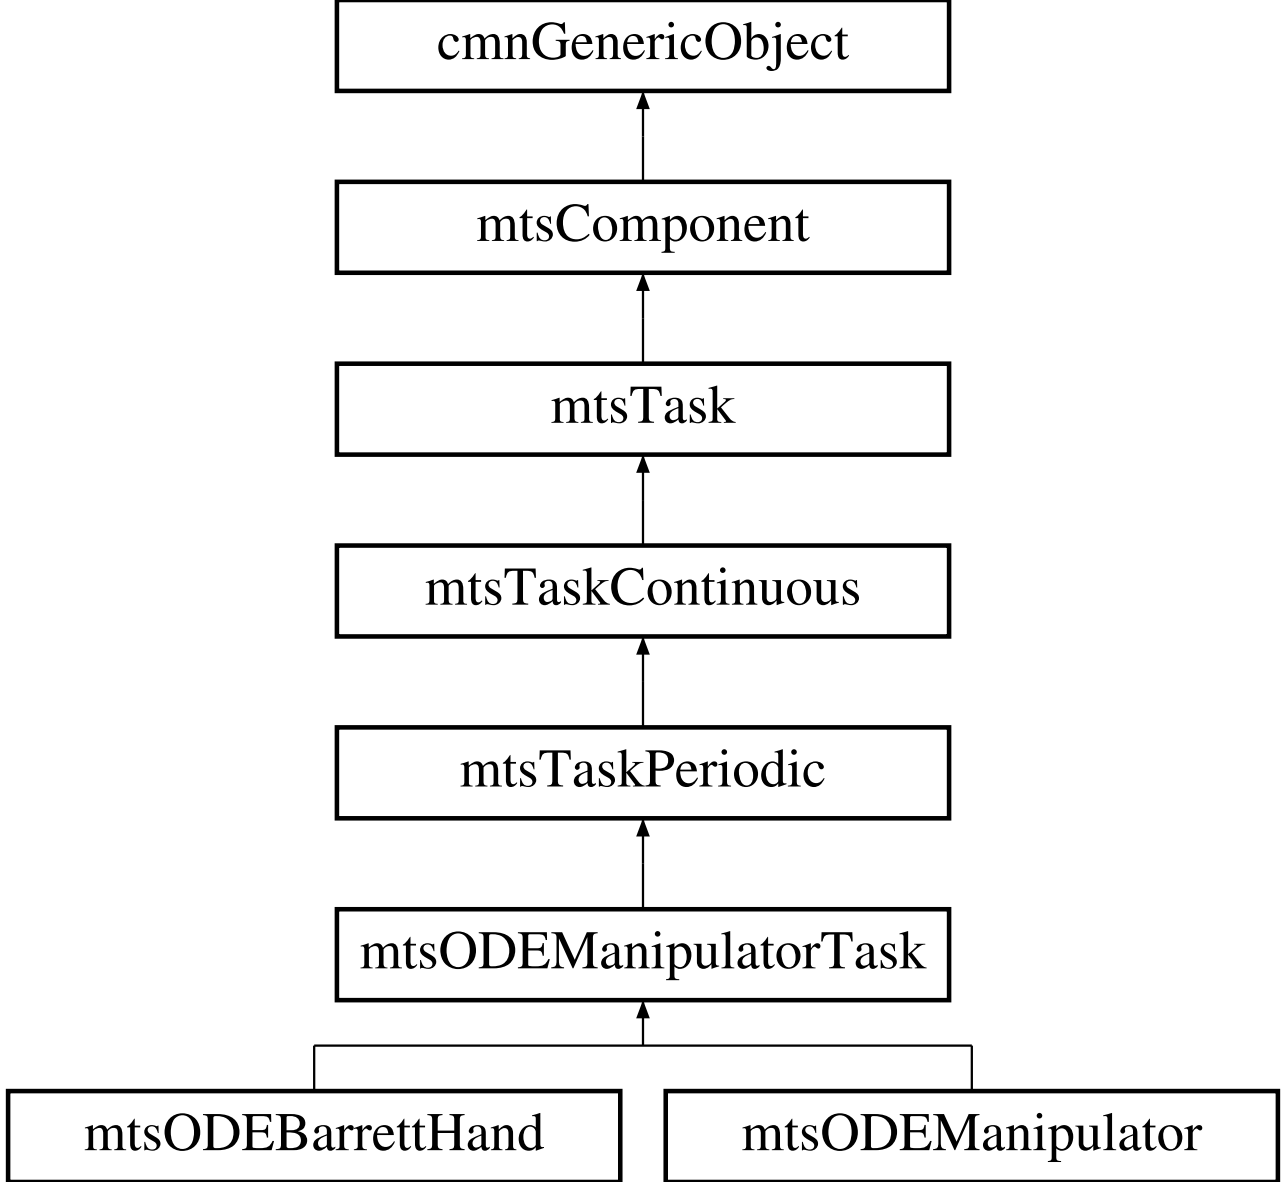 cmnGenericObject
mtsComponent
mtsTask
mtsTaskContinuous
mtsTaskPeriodic
mtsODEManipulatorTask
mtsODEBarrettHand
mtsODEManipulator